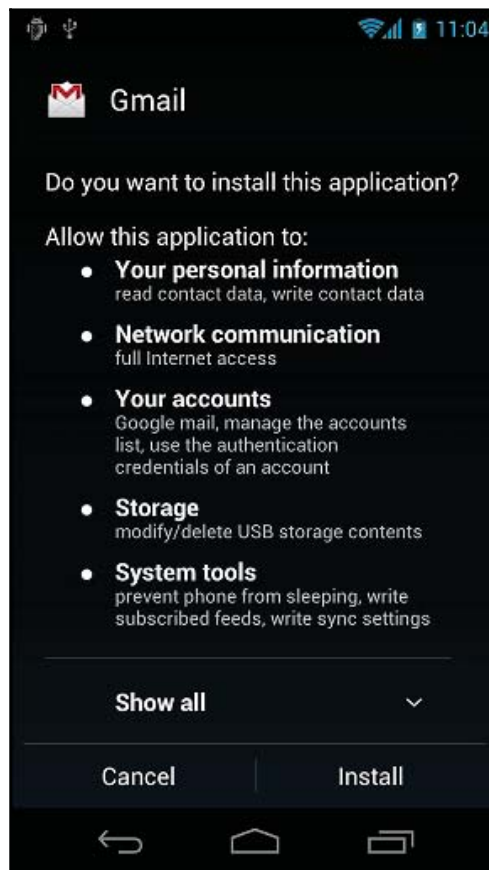 11:04
Gmail
Do you want to install this application?
Allow this application to:
● Your personal information
read contact data, write contact data
● Network communication
full Internet access
● Your accounts
Google mail, manage the accounts
list, use the authentication
credentials of an account
● Storage
modify/delete USB storage contents
● System tools
prevent phone from sleeping, write
subscribed feeds, write sync settings
Show all
Cancel Install